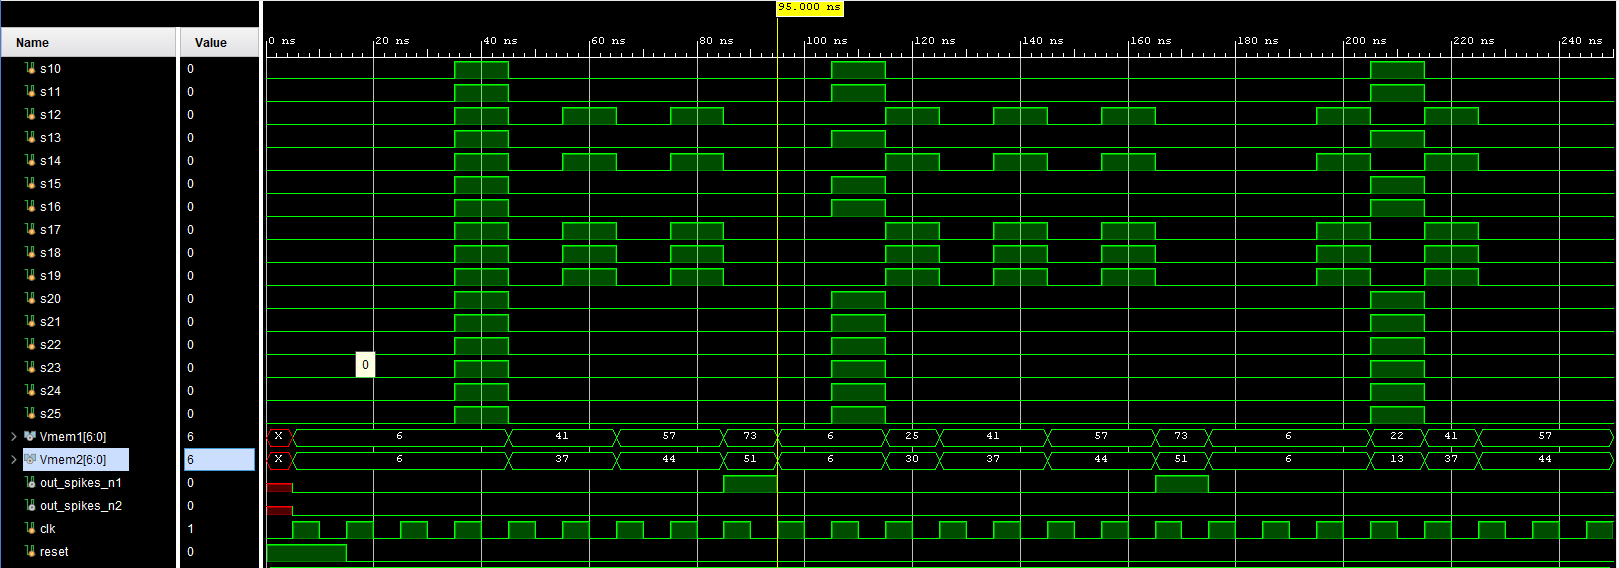 95.000 ns
Name Value
0 ns 20 ns 40 ns 60 ns 80 ns 100 ns 120 ns 140 ns 160 ns 180 ns 200 ns 220 ns 240 ns
s10 0
s11 0
s12 0
s13 0
s14 0
s15 0
s16 0
s17 0
s18 0
s19 0
s20 0
s21 0
s22 0
s23 0 0
s24 0
s25 0
Vmem1[6:0] 6 X 6 41 57 73 6 25 41 57 73 6 22 41 57
Vmem2[6:0] 6 X 6 37 44 51 6 30 37 44 51 6 13 37 44
out_spikes_n1 0
out_spikes_n2 0
clk 1
reset 0